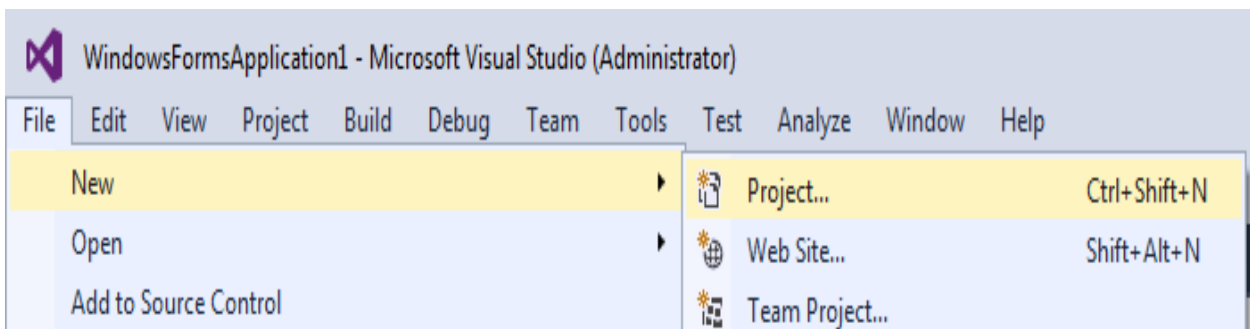 WindowsFormsApplication1 - Microsoft Visual Studio (Administrator)
File Edit View Project Build Debug Team Tools Test Analyze Window Help
New Project... Ctrl+Shift+N
Open Web Site... Shift+Alt+N
Add to Source Control Team Project...